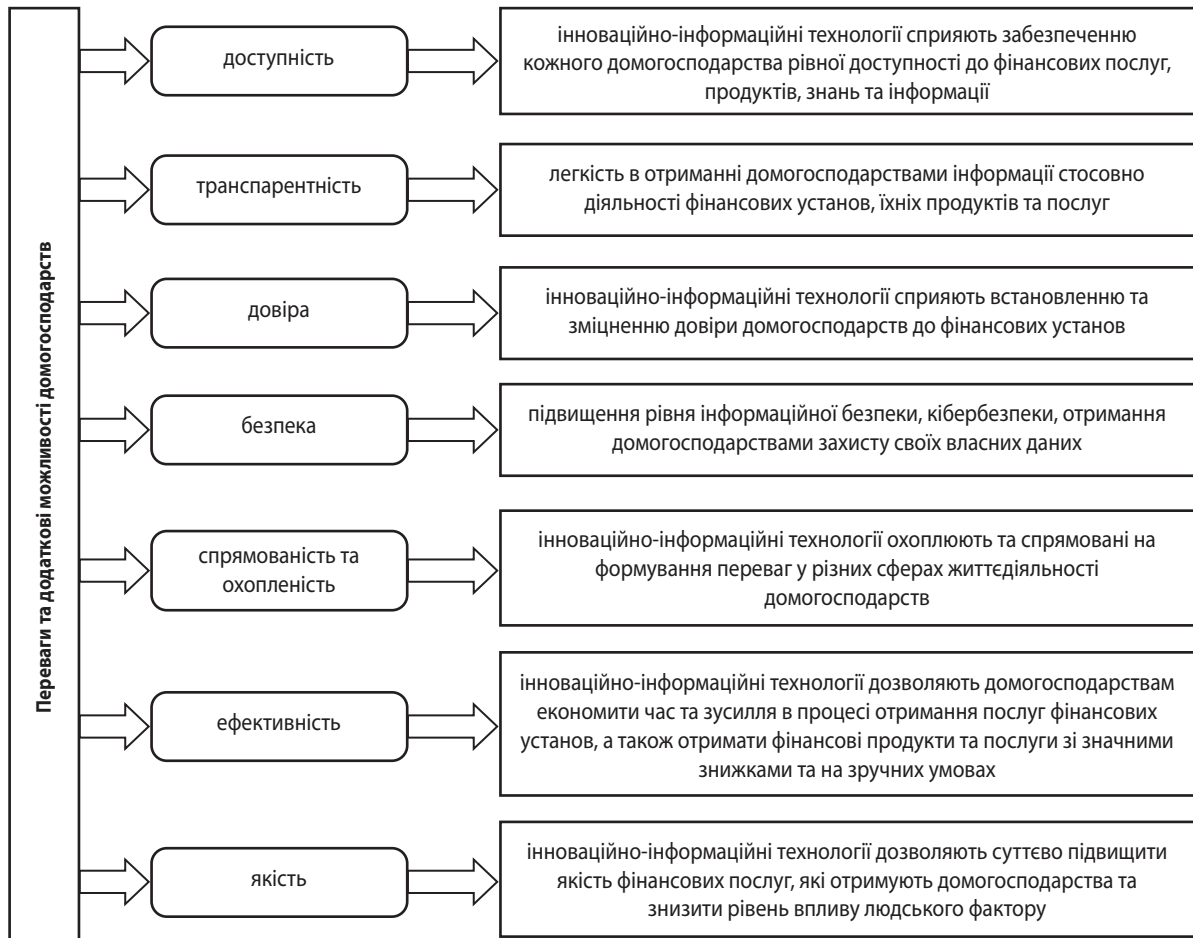 Переваги та додаткові можливості домогосподарств
доступність
інноваційно-інформаційні технології сприяють забезпеченню
кожного домогосподарства рівної доступності до фінансових послуг,
продуктів, знань та інформації
транспарентність
легкість в отриманні домогосподарствами інформації стосовно
діяльності фінансових установ, їхніх продуктів та послуг
довіра
інноваційно-інформаційні технології сприяють встановленню та
зміцненню довіри домогосподарств до фінансових установ
безпека
підвищення рівня інформаційної безпеки, кібербезпеки, отримання
домогосподарствами захисту своїх власних даних
спрямованість та
охопленість
інноваційно-інформаційні технології охоплюють та спрямовані на
формування переваг у різних сферах життєдіяльності
домогосподарств
ефективність
інноваційно-інформаційні технології дозволяють домогосподарствам
економити час та зусилля в процесі отримання послуг фінансових
установ, а також отримати фінансові продукти та послуги зі значними
знижками та на зручних умовах
якість
інноваційно-інформаційні технології дозволяють суттєво підвищити
якість фінансових послуг, які отримують домогосподарства та
знизити рівень впливу людського фактору